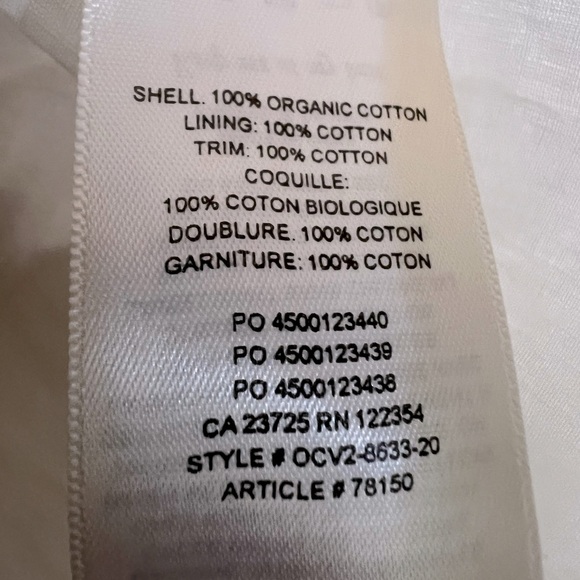 SHELL. 100% ORGANIC COTTON
LINING: 100% COTTON
TRIM: 100% COTTON
COQUILLE:
100% COTON BIOLOGIQUE
DOUBLURE. 100% COTON
GARNITURE: 100% COTON
PO 4500123440
PO 4500123439
PO 4500123438
CA 23725 RN 122354
STYLE # OCV2-8633-20
ARTICLE # 78150